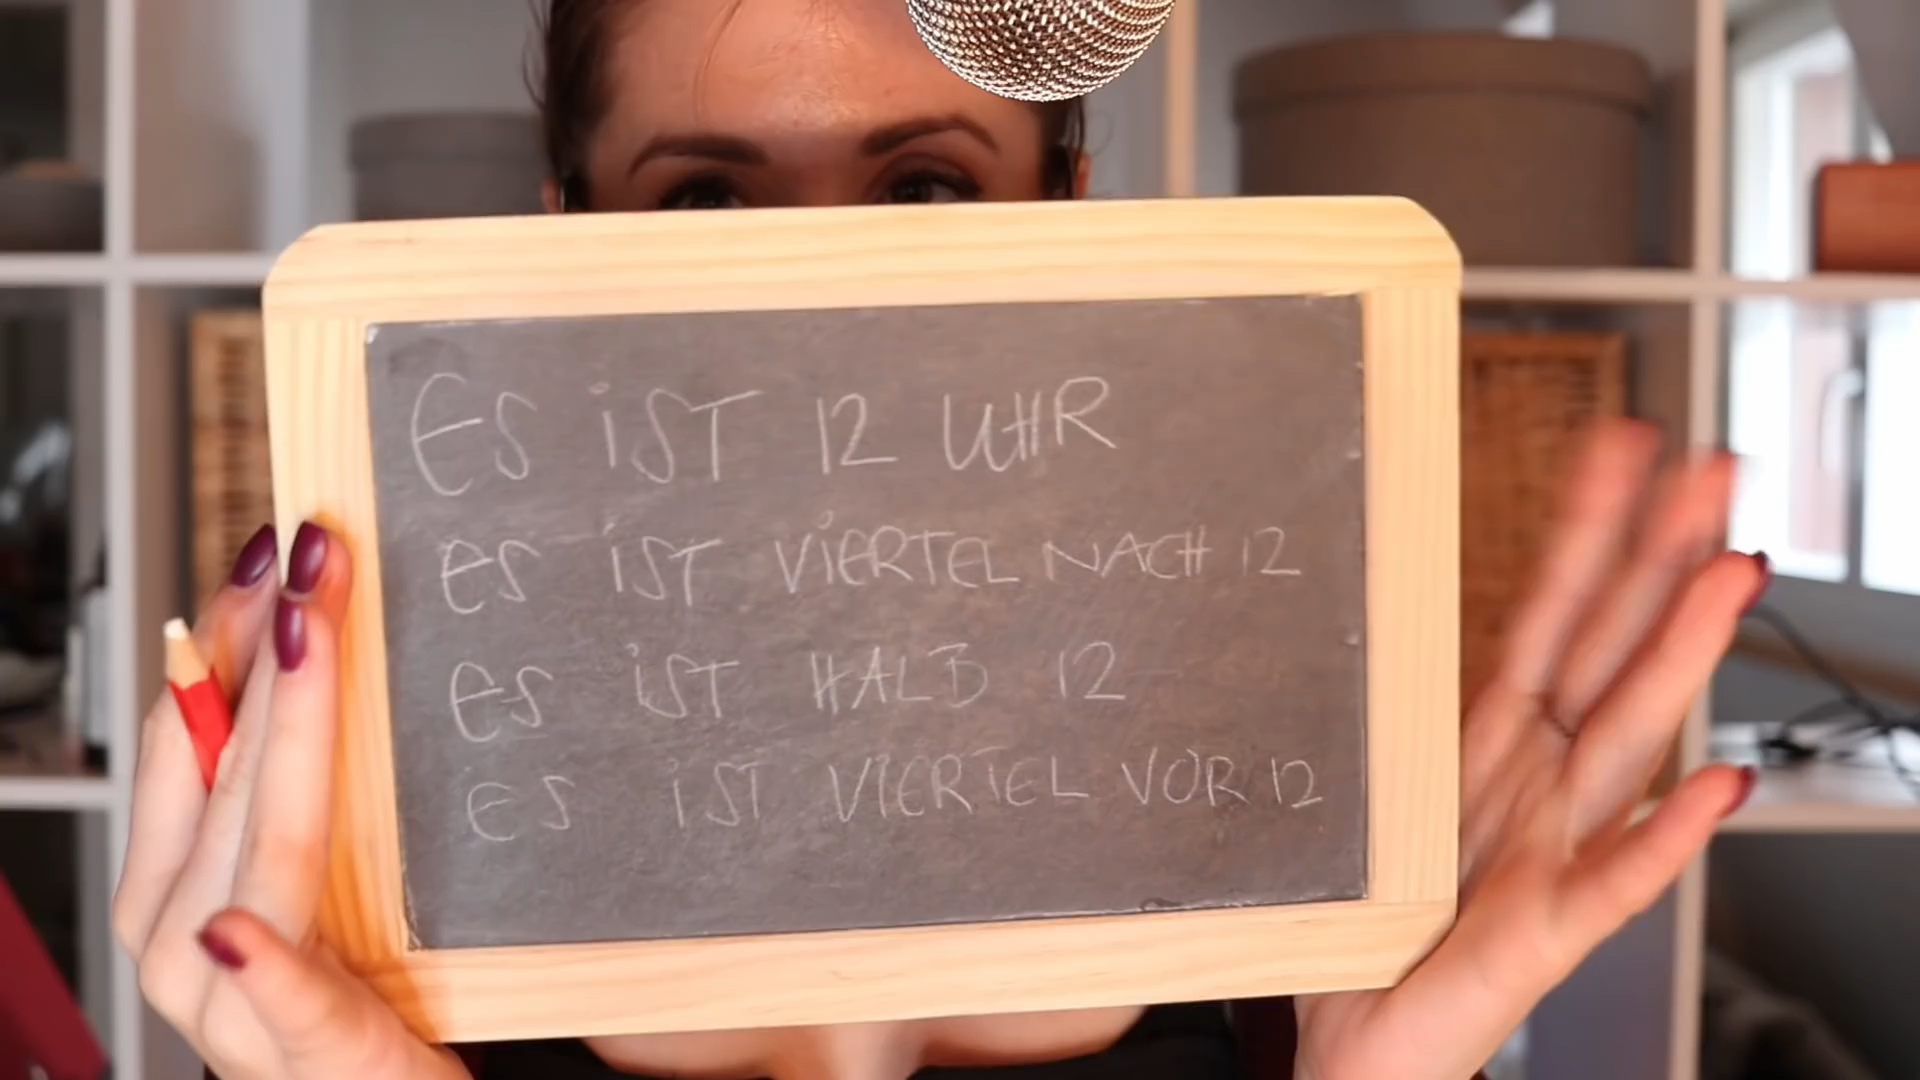 ES iST 12 UHR
ES iST ViERTEL NACH 12
ES iST HALB 12
ES iST ViERTEL VOR 12